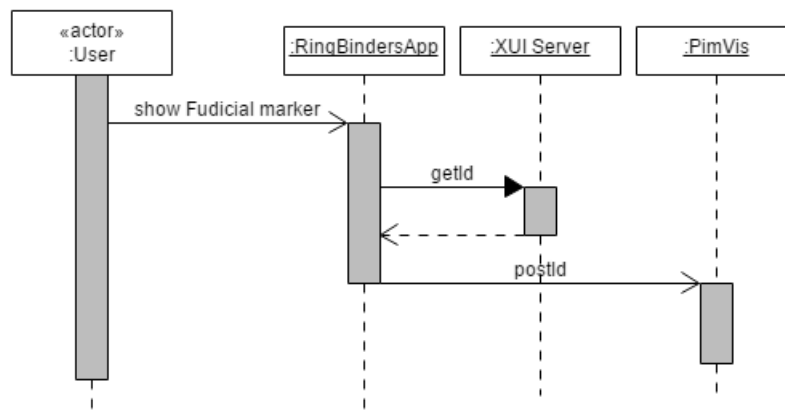 «actor»
:User
:RingBindersApp
:XUI Server
:PimVis
show Fudicial marker
getId
postId